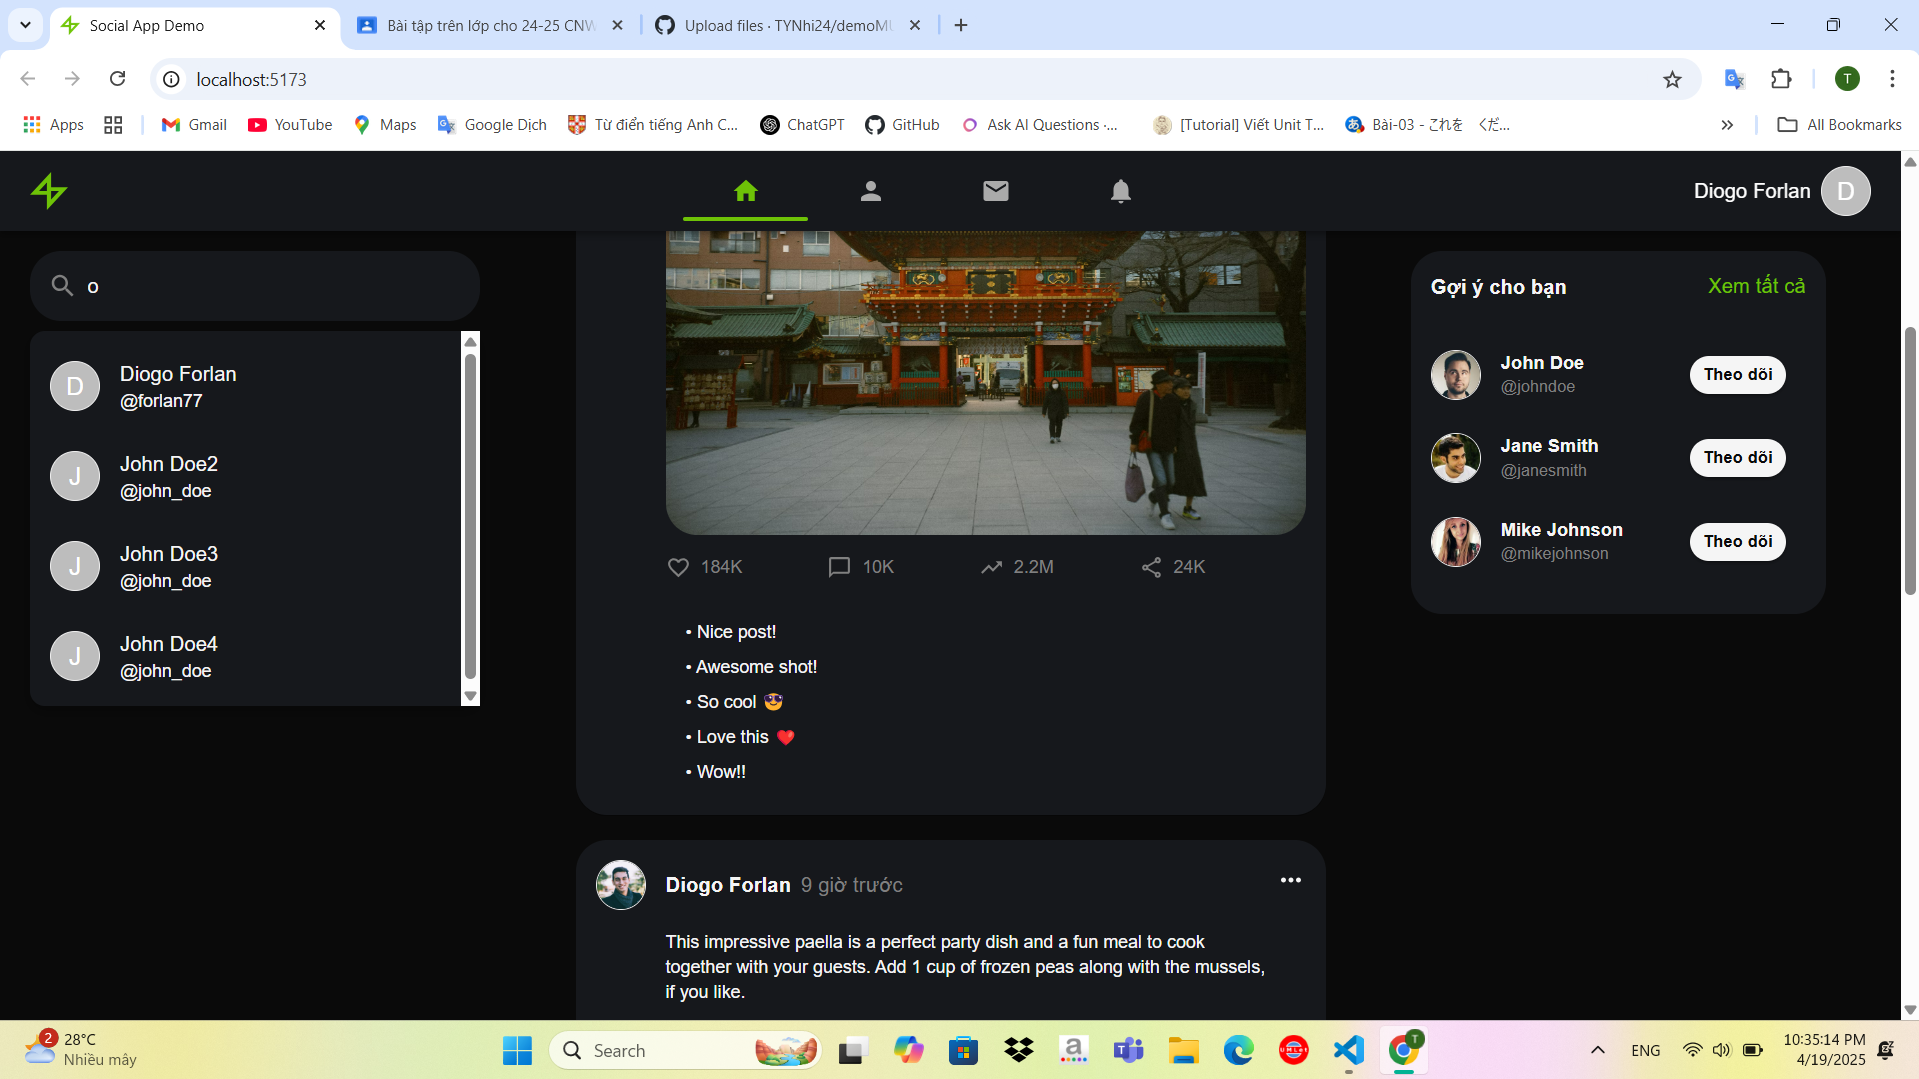 Social App Demo
Bài tập trên lớp cho 24-25 CNW
Upload files · TYNhi24/demoMU
localhost:5173
T
Apps
Gmail
YouTube
Maps
Google Dịch
Từ điển tiếng Anh C...
ChatGPT
GitHub
Ask AI Questions ·...
[Tutorial] Viết Unit T...
Bài-03 - これを くだ...
All Bookmarks
Diogo Forlan
D
o
D
Diogo Forlan
@forlan77
J
John Doe2
@john_doe
J
John Doe3
@john_doe
J
John Doe4
@john_doe
184K
10K
2.2M
24K
• Nice post!
• Awesome shot!
• So cool 😎
• Love this ❤️
• Wow!!
Diogo Forlan 9 giờ trước
This impressive paella is a perfect party dish and a fun meal to cook
together with your guests. Add 1 cup of frozen peas along with the mussels,
if you like.
Gợi ý cho bạn
Xem tất cả
John Doe
@johndoe
Theo dõi
Jane Smith
@janesmith
Theo dõi
Mike Johnson
@mikejohnson
Theo dõi
2
28°C
Nhiều mây
Search
T
ENG
10:35:14 PM
4/19/2025